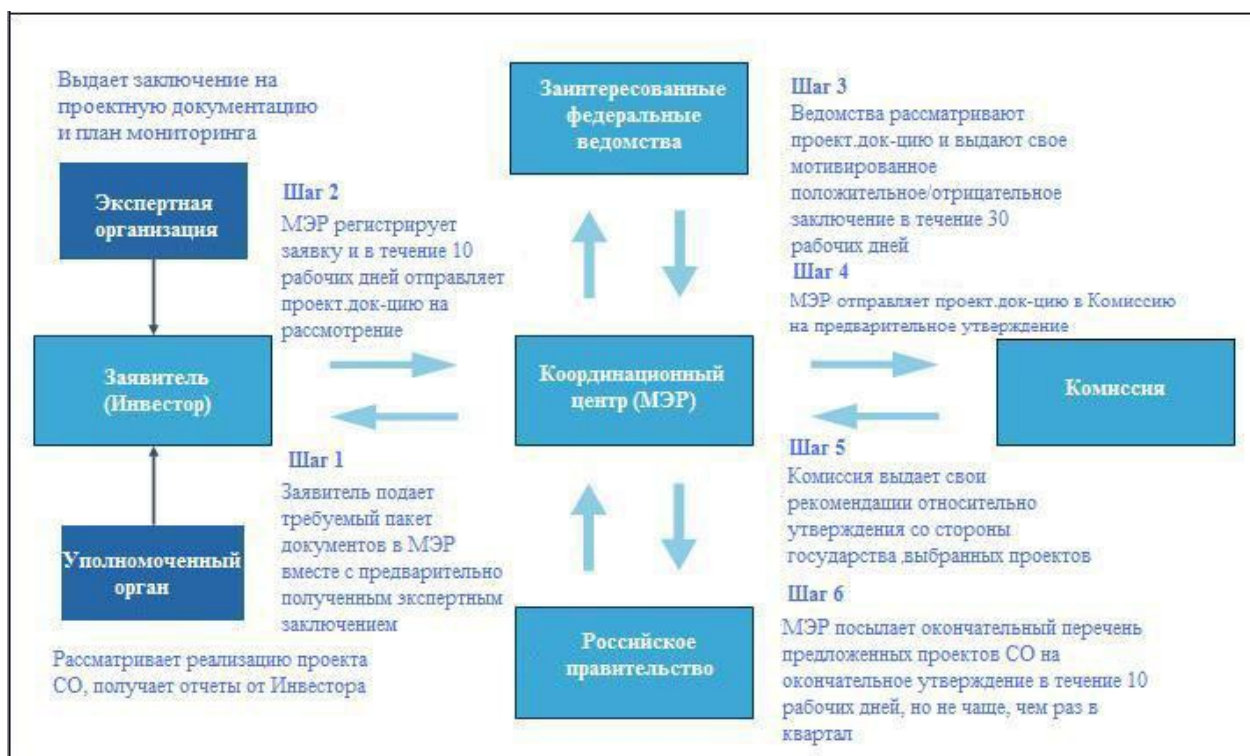 Выдает заключение на
проектную документацию
и план мониторинга
Экспертная
организация
Заявитель
(Инвестор)
Уполномоченный
орган
Рассматривает реализацию проекта
СО, получает отчеты от Инвестора
Шаг 2
МЭР регистрирует
заявку и в течение 10
рабочих дней отправляет
проект.док-цию на
рассмотрение
Шаг 1
Заявитель подает
требуемый пакет
документов в МЭР
вместе с предварительно
полученным экспертным
заключением
Заинтересованные
федеральные
ведомства
Координационный
центр (МЭР)
Российское
правительство
Шаг 3
Ведомства рассматривают
проект.док-цию и выдают свое
мотивированное
положительное/отрицательное
заключение в течение 30
рабочих дней
Шаг 4
МЭР отправляет проект.док-цию в Комиссию
на предварительное утверждение
Комиссия
Шаг 5
Комиссия выдает свои
рекомендации относительно
утверждения со стороны
государства ,выбранных проектов
Шаг 6
МЭР посылает окончательный перечень
предложенных проектов СО на
окончательное утверждение в течение 10
рабочих дней, но не чаще, чем раз в
квартал